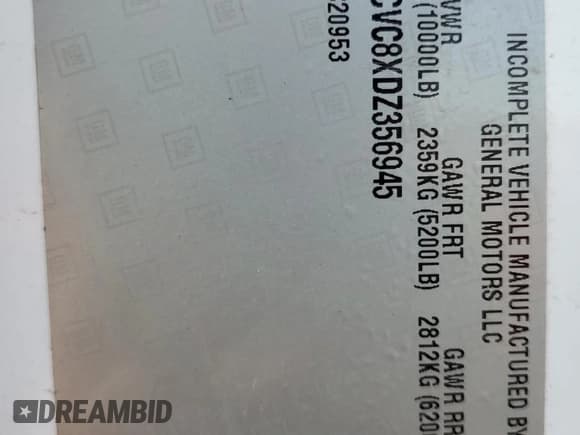 INCOMPLETE VEHICLE MANUFACTURED BY
GENERAL MOTORS LLC
VWR GAWR FRT GAWR RR
(10000LB) 2359KG (5200LB) 2812KG (620
CVC8XDZ356945
620953
DREAMBID